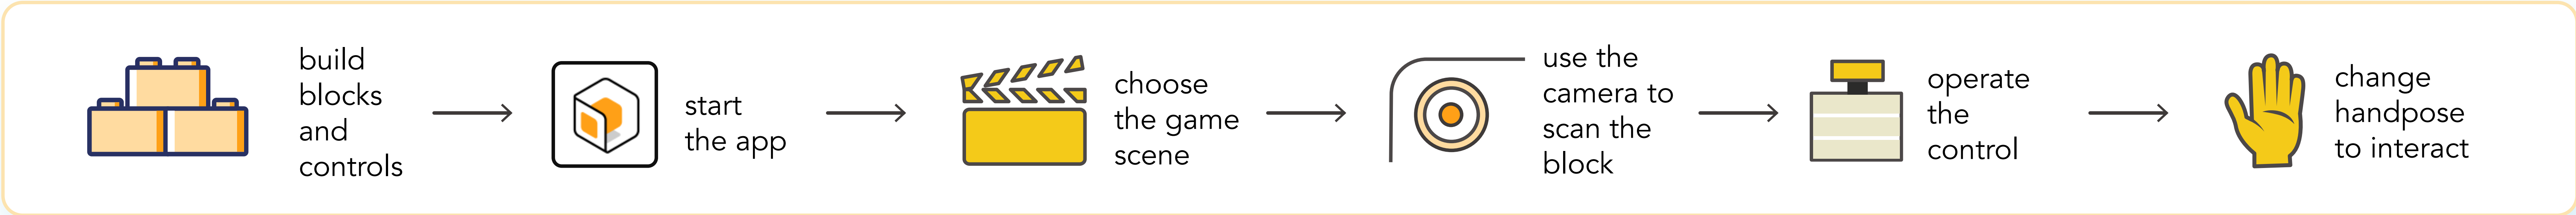 build
blocks
and
controls
start
the app
choose
the game
scene
use the
camera to
scan the
block
operate
the
control
change
handpose
to interact